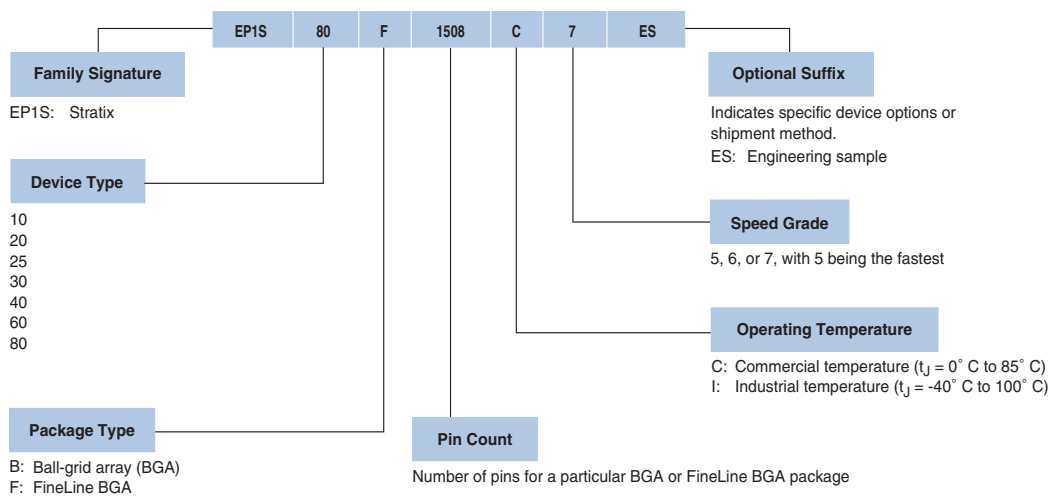 EP1S 80 F 1508 C 7 ES
Family Signature
EP1S: Stratix
Optional Suffix
Indicates specific device options or
shipment method.
ES: Engineering sample
Device Type
10
20
25
30
40
60
80
Speed Grade
5, 6, or 7, with 5 being the fastest
Operating Temperature
C: Commercial temperature (tJ = 0° C to 85° C)
I: Industrial temperature (tJ = -40° C to 100° C)
Package Type
B: Ball-grid array (BGA)
F: FineLine BGA
Pin Count
Number of pins for a particular BGA or FineLine BGA package